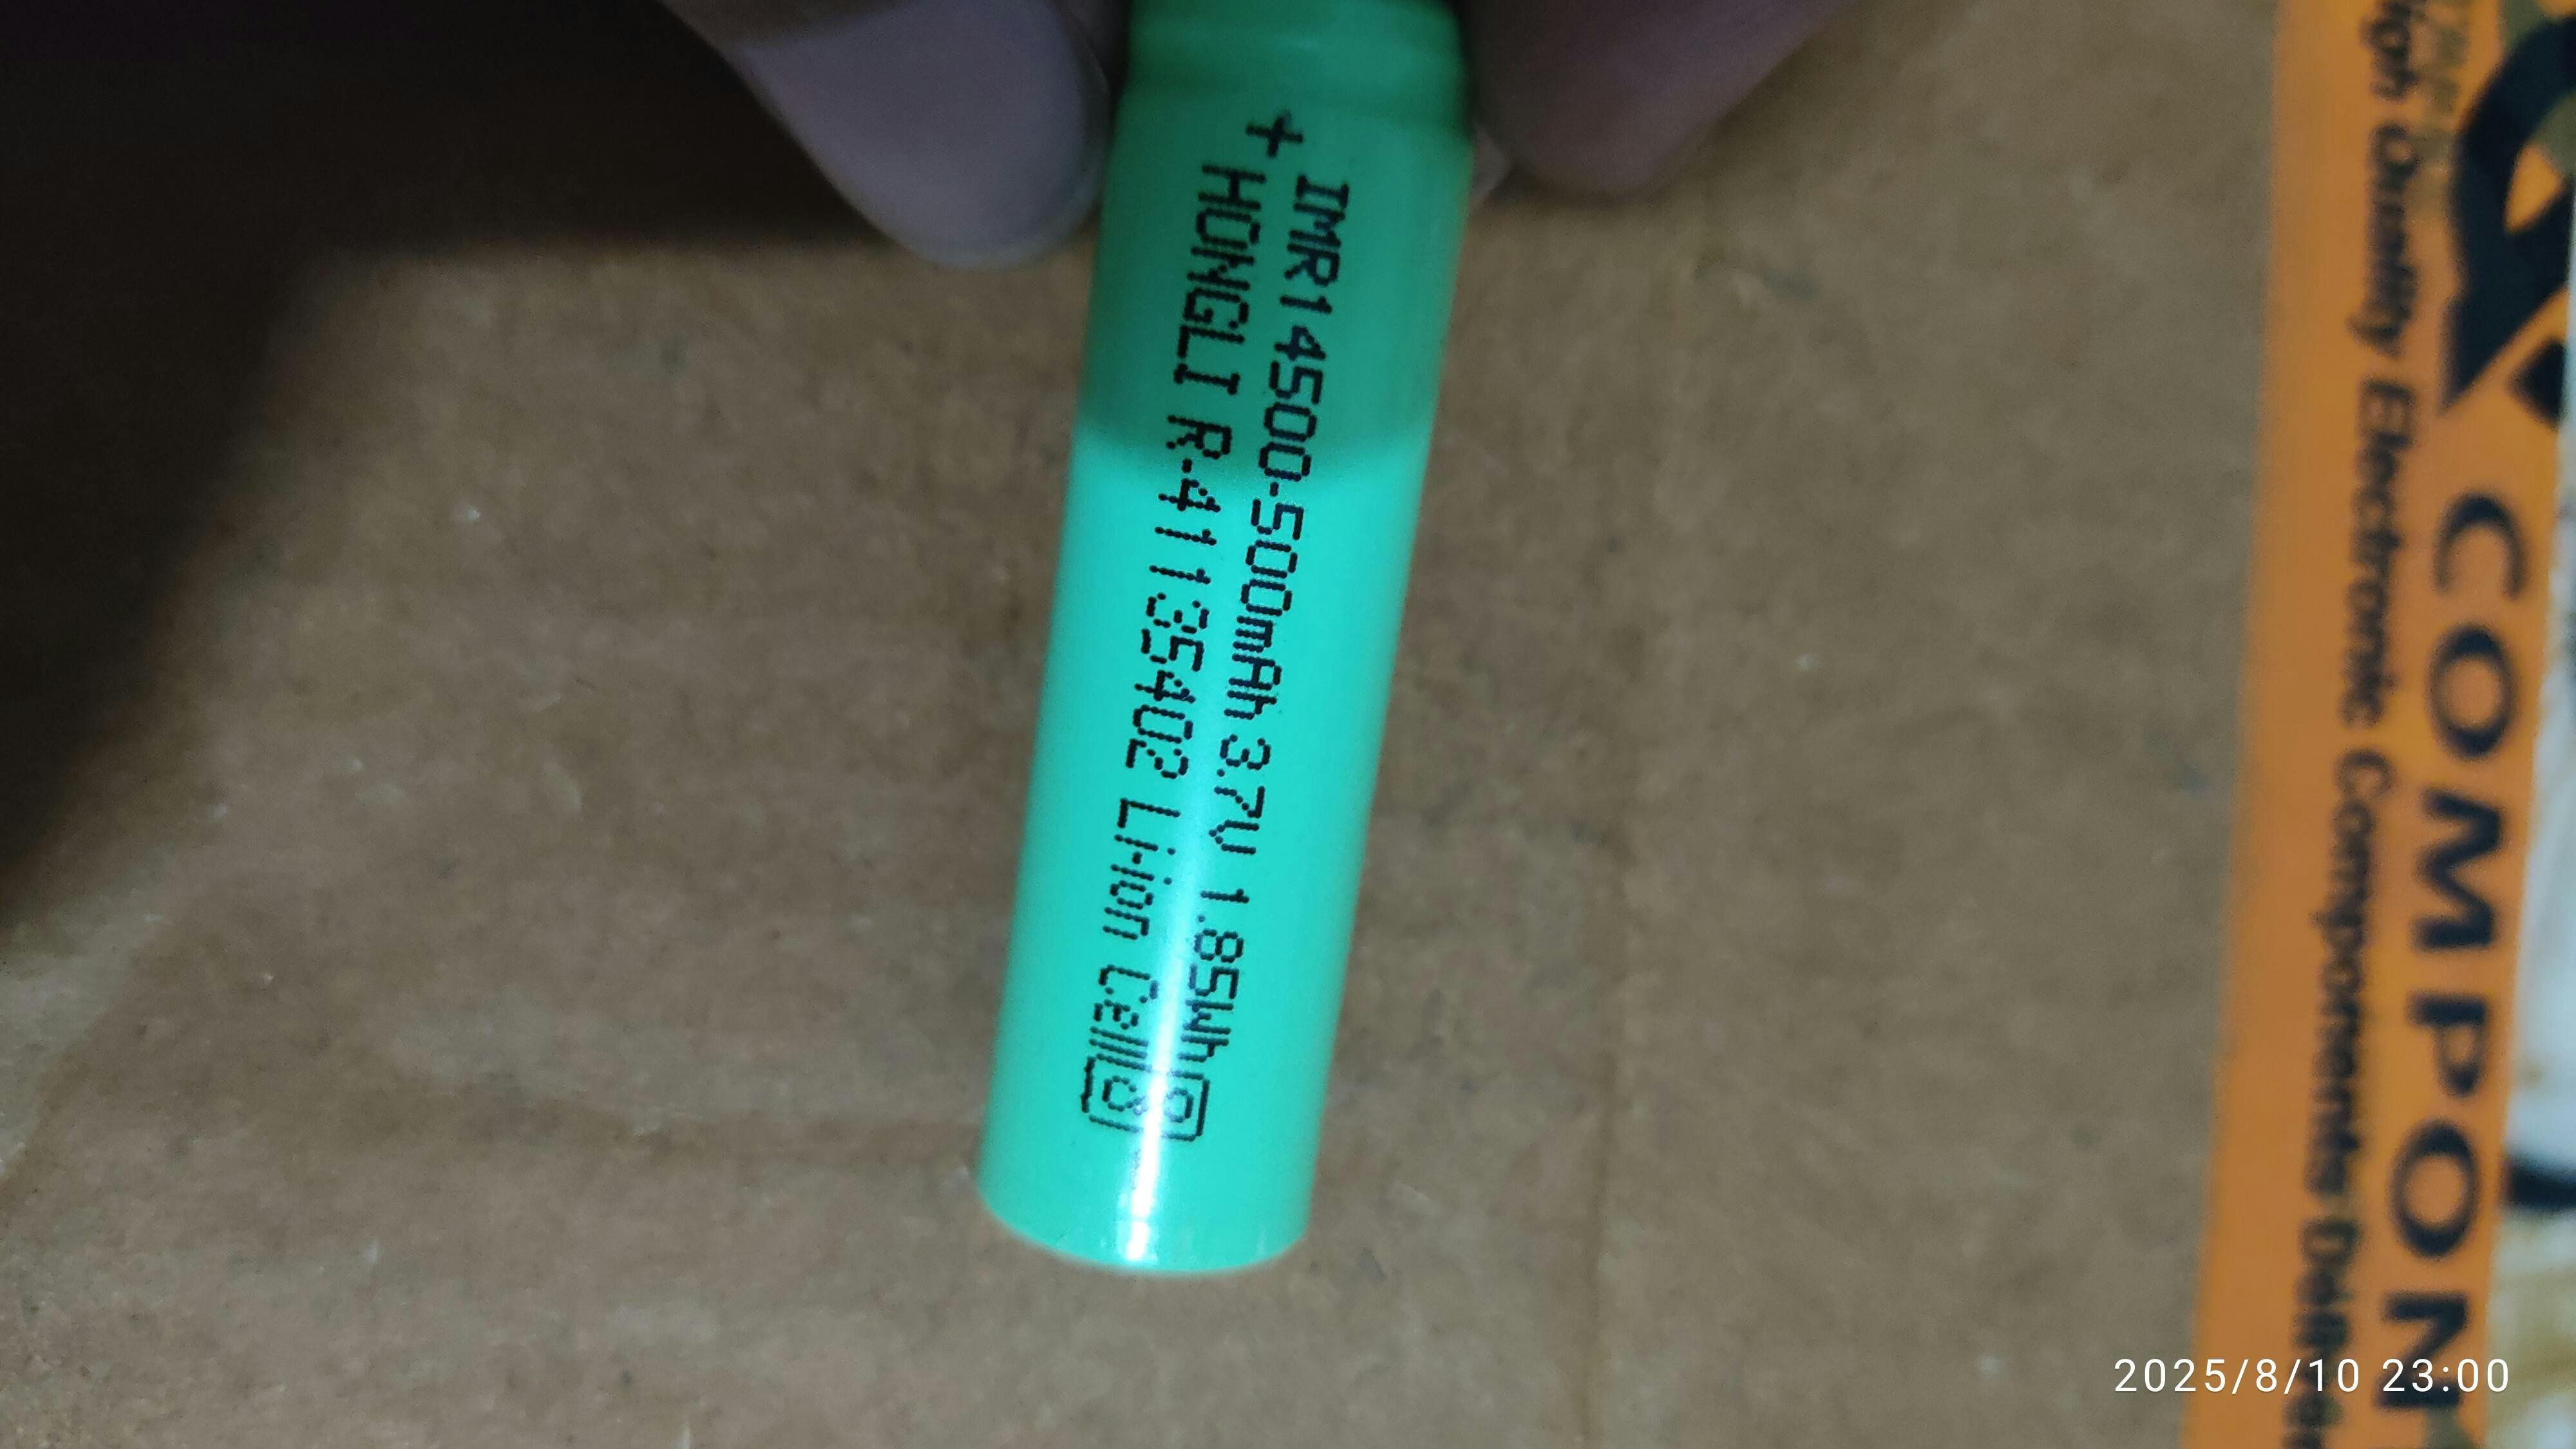 +
IMR14500-500mAh 3.7V 1.85Wh
HONGLI R-41135402 Li-ion Cell
COMPON
High Quality Electronic Components
2025/8/10 23:00